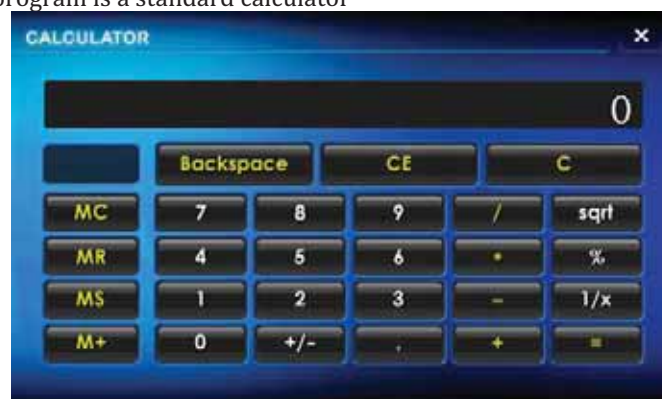 program is a standard calculator
CALCULATOR ×
0
Backspace CE C
MC 7 8 9 / sqrt
MR 4 5 6 * %
MS 1 2 3 - 1/x
M+ 0 +/- , + =